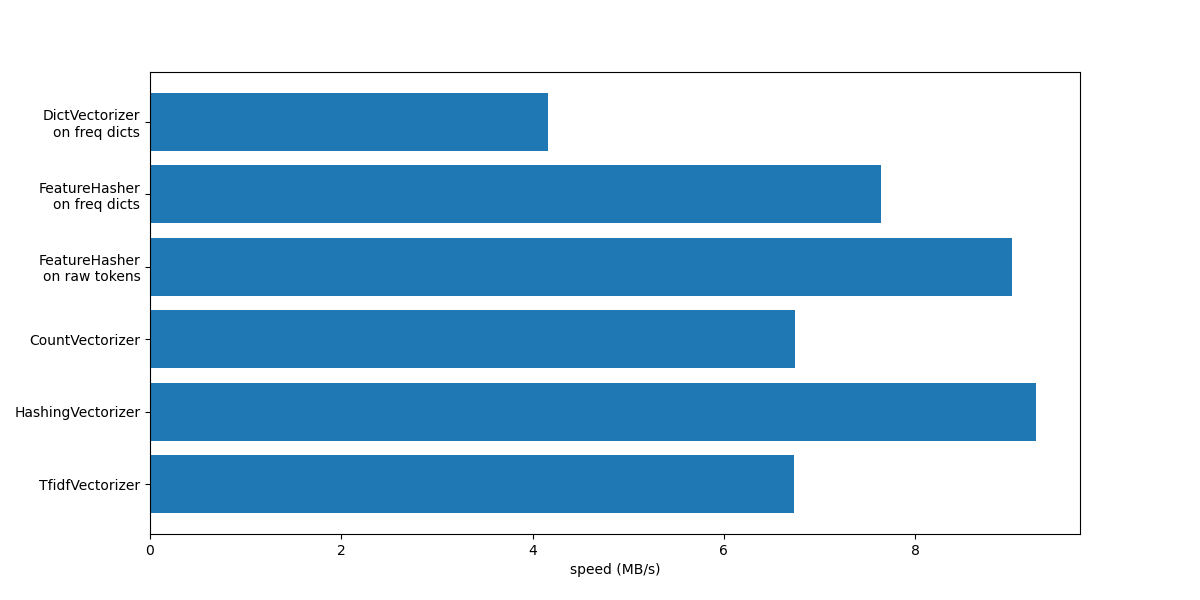 DictVectorizer
on freq dicts
FeatureHasher
on freq dicts
FeatureHasher
on raw tokens
CountVectorizer
HashingVectorizer
TfidfVectorizer
0 2 4 6 8
speed (MB/s)